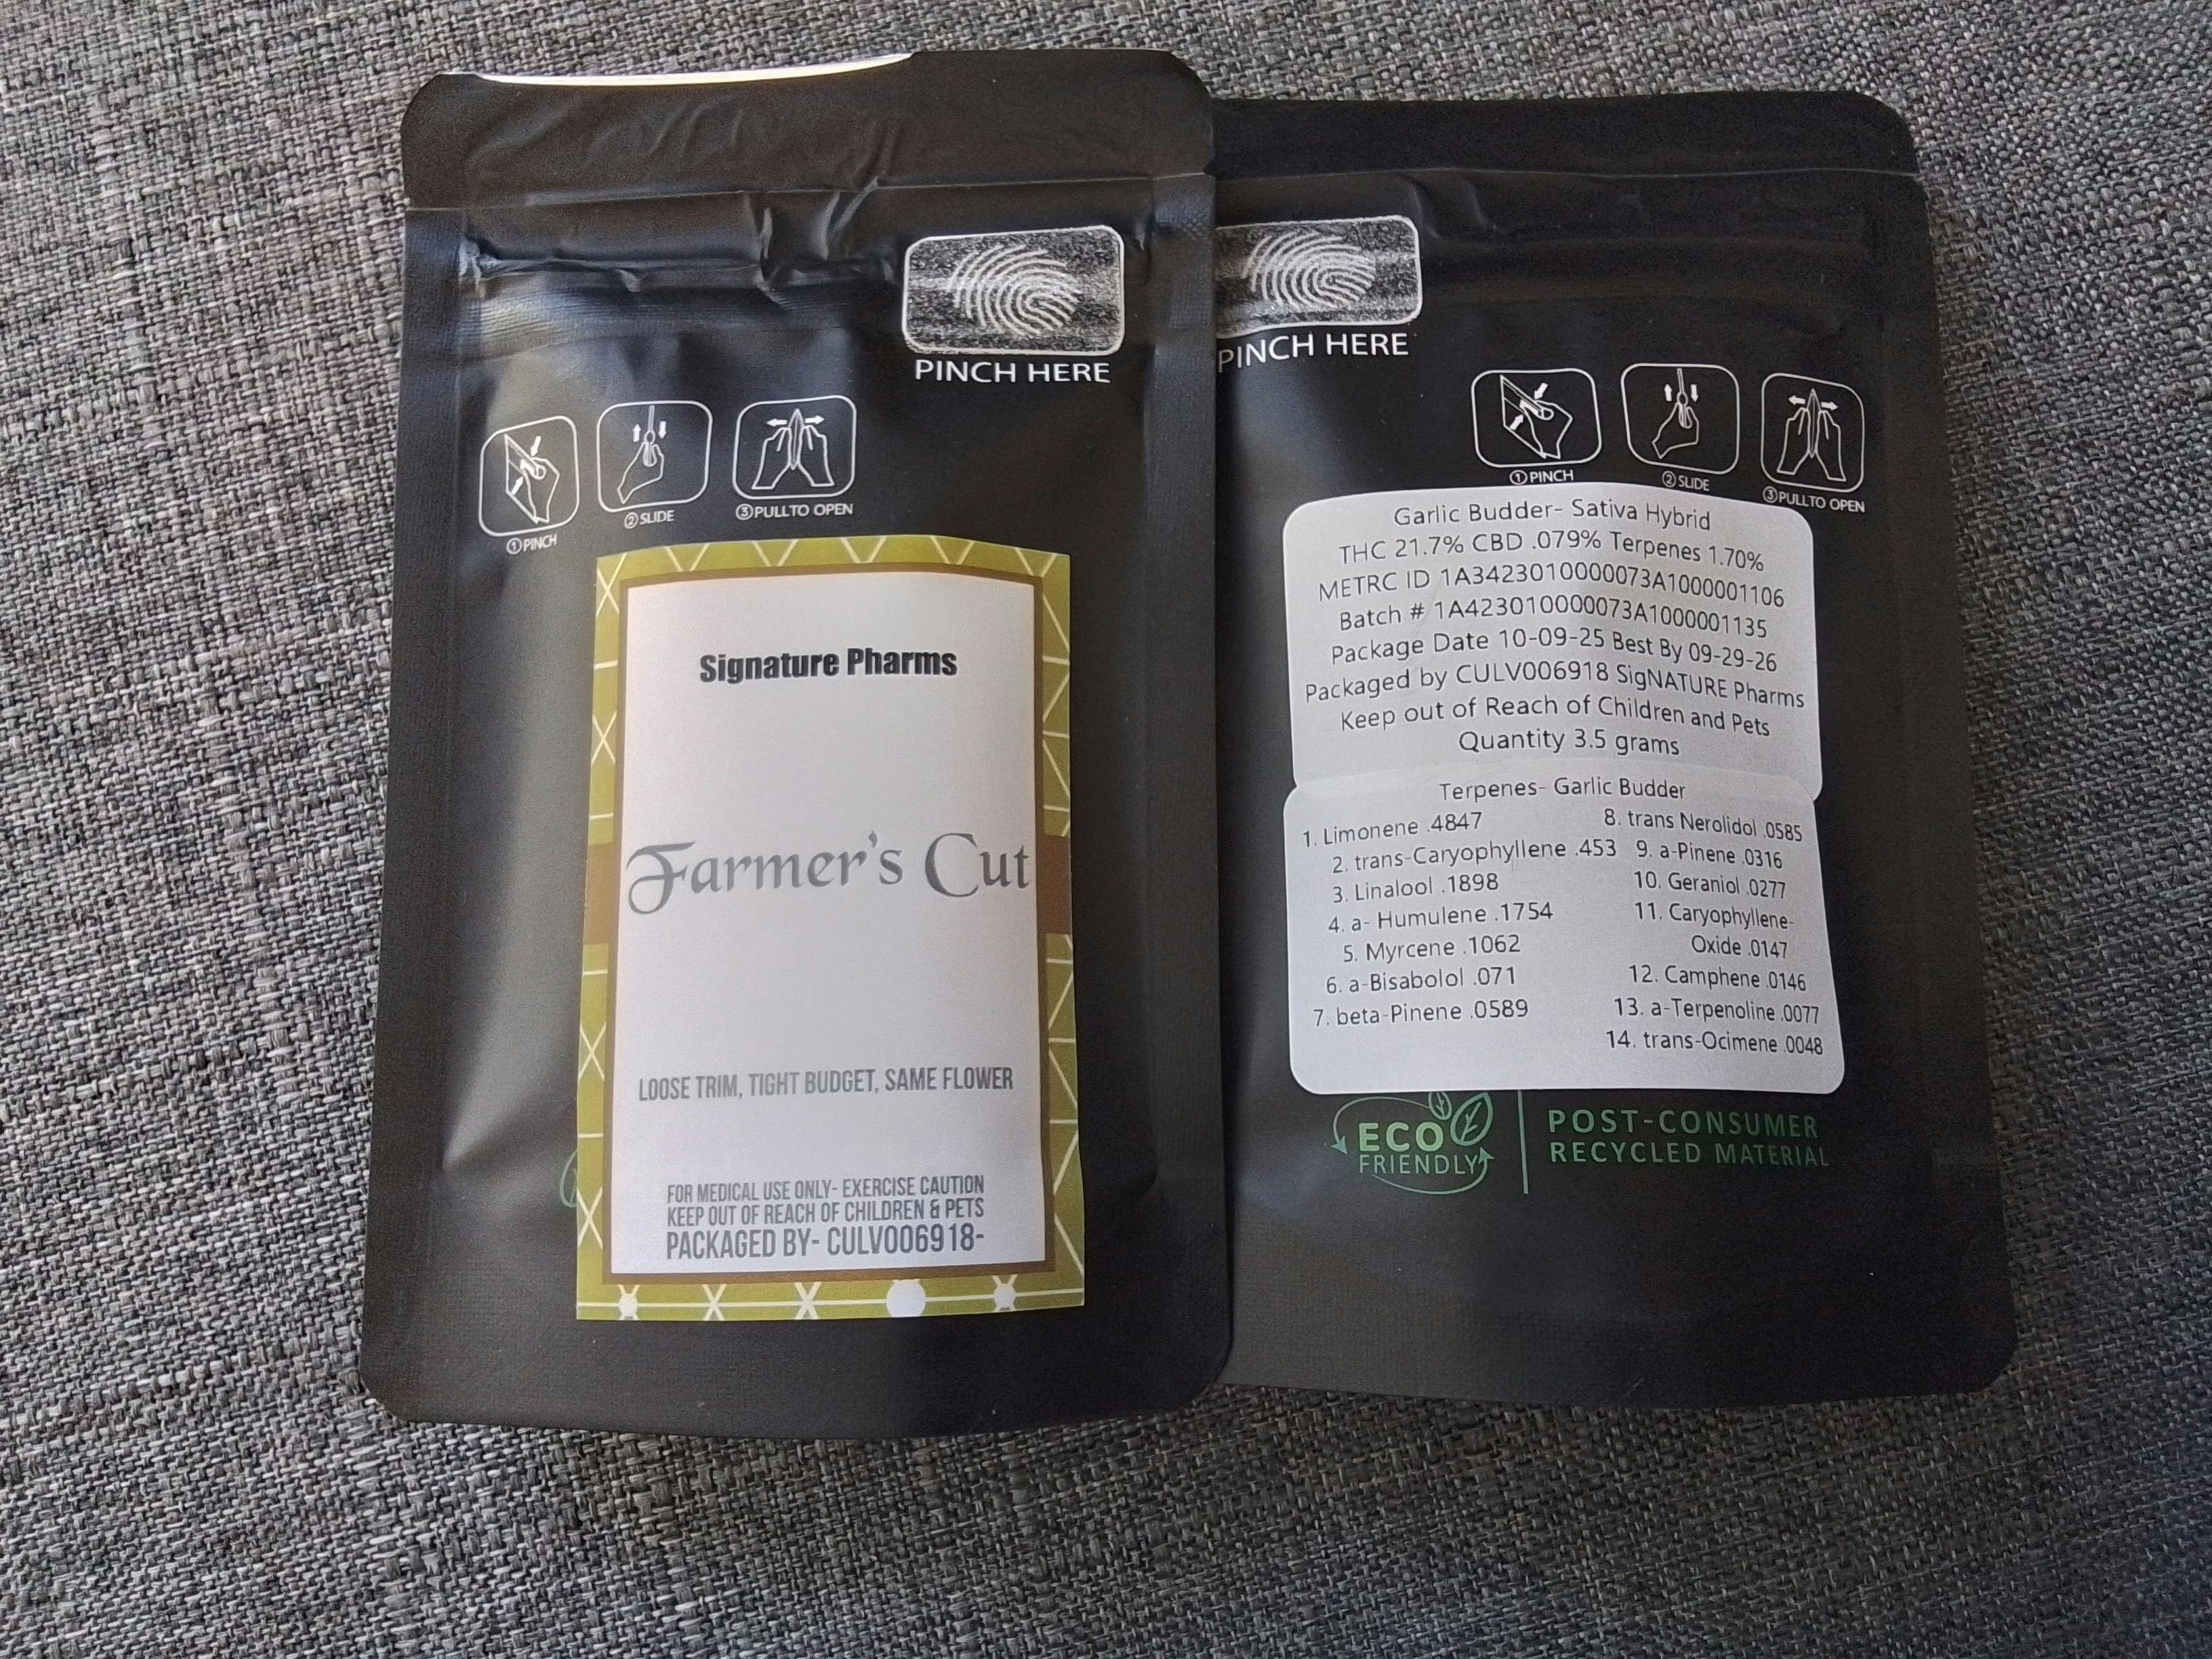 PINCH HERE
①PINCH
②SLIDE
③PULLTO OPEN
Signature Pharms
Farmer's Cut
LOOSE TRIM, TIGHT BUDGET, SAME FLOWER
FOR MEDICAL USE ONLY- EXERCISE CAUTION
KEEP OUT OF REACH OF CHILDREN & PETS
PACKAGED BY- CULV006918-
PINCH HERE
①PINCH
②SLIDE
③PULLTO OPEN
Garlic Budder- Sativa Hybrid
THC 21.7% CBD .079% Terpenes 1.70%
METRC ID 1A3423010000073A1000001106
Batch # 1A423010000073A1000001135
Package Date 10-09-25 Best By 09-29-26
Packaged by CULV006918 SigNATURE Pharms
Keep out of Reach of Children and Pets
Quantity 3.5 grams
Terpenes- Garlic Budder
1. Limonene .4847
2. trans-Caryophyllene .453
3. Linalool .1898
4. a- Humulene .1754
5. Myrcene .1062
6. a-Bisabolol .071
7. beta-Pinene .0589
8. trans Nerolidol .0585
9. a-Pinene .0316
10. Geraniol .0277
11. Caryophyllene-
Oxide .0147
12. Camphene .0146
13. a-Terpenoline .0077
14. trans-Ocimene .0048
ECO
FRIENDLY
POST-CONSUMER
RECYCLED MATERIAL